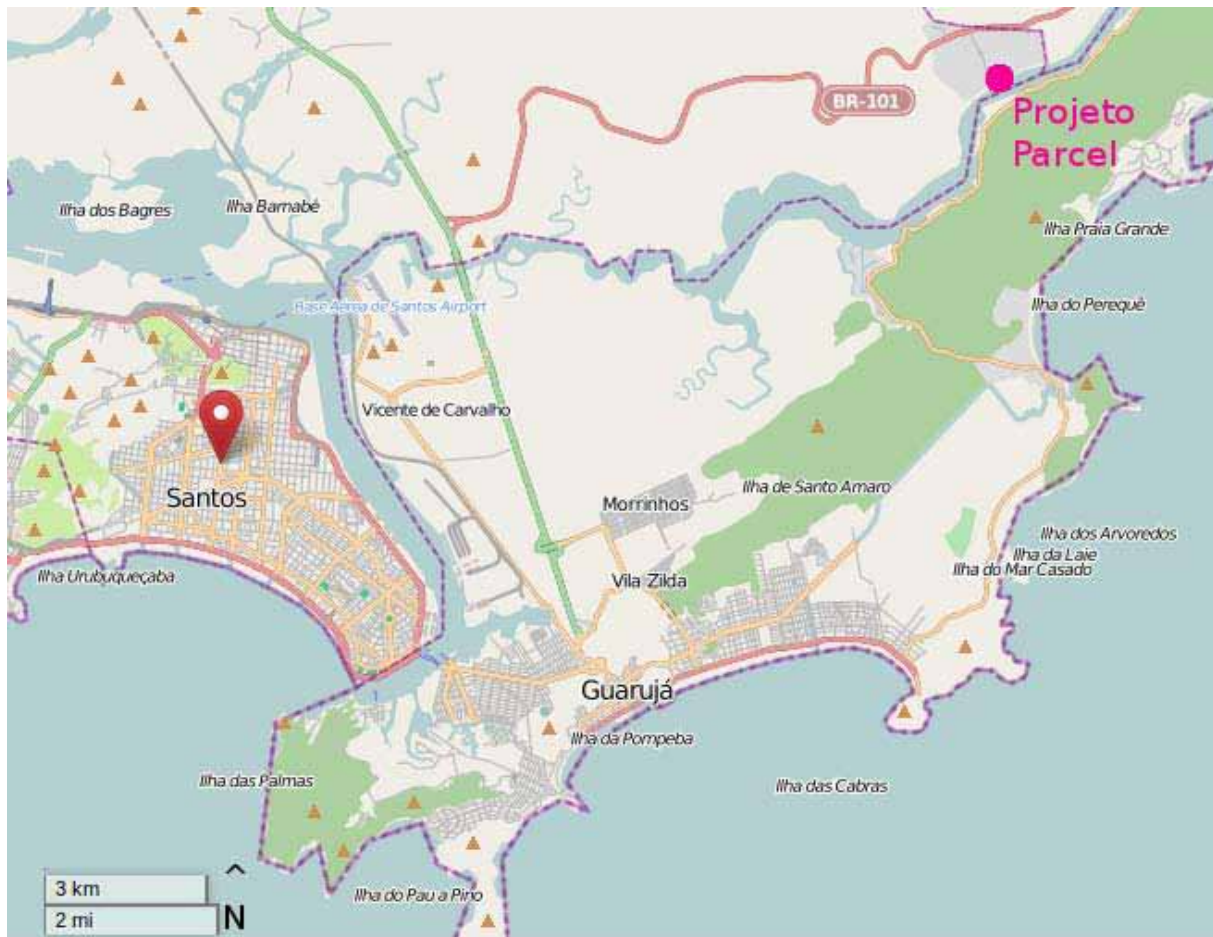 BR-101
Projeto
Parcel
Ilha dos Bagres
Ilha Barnabé
Ilha Praia Grande
Base Aérea de Santos Airport
Ilha do Perequê
Vicente de Carvalho
Santos
Morrinhos
Ilha de Santo Amaro
Ilha dos Arvoredos
Ilha da Laje
Ilha do Mar Casado
Ilha Urubuqueçaba
Vila Zilda
Guarujá
Ilha da Pompeba
Ilha das Palmas
Ilha das Cabras
Ilha do Pau a Pino
3 km
2 mi
N